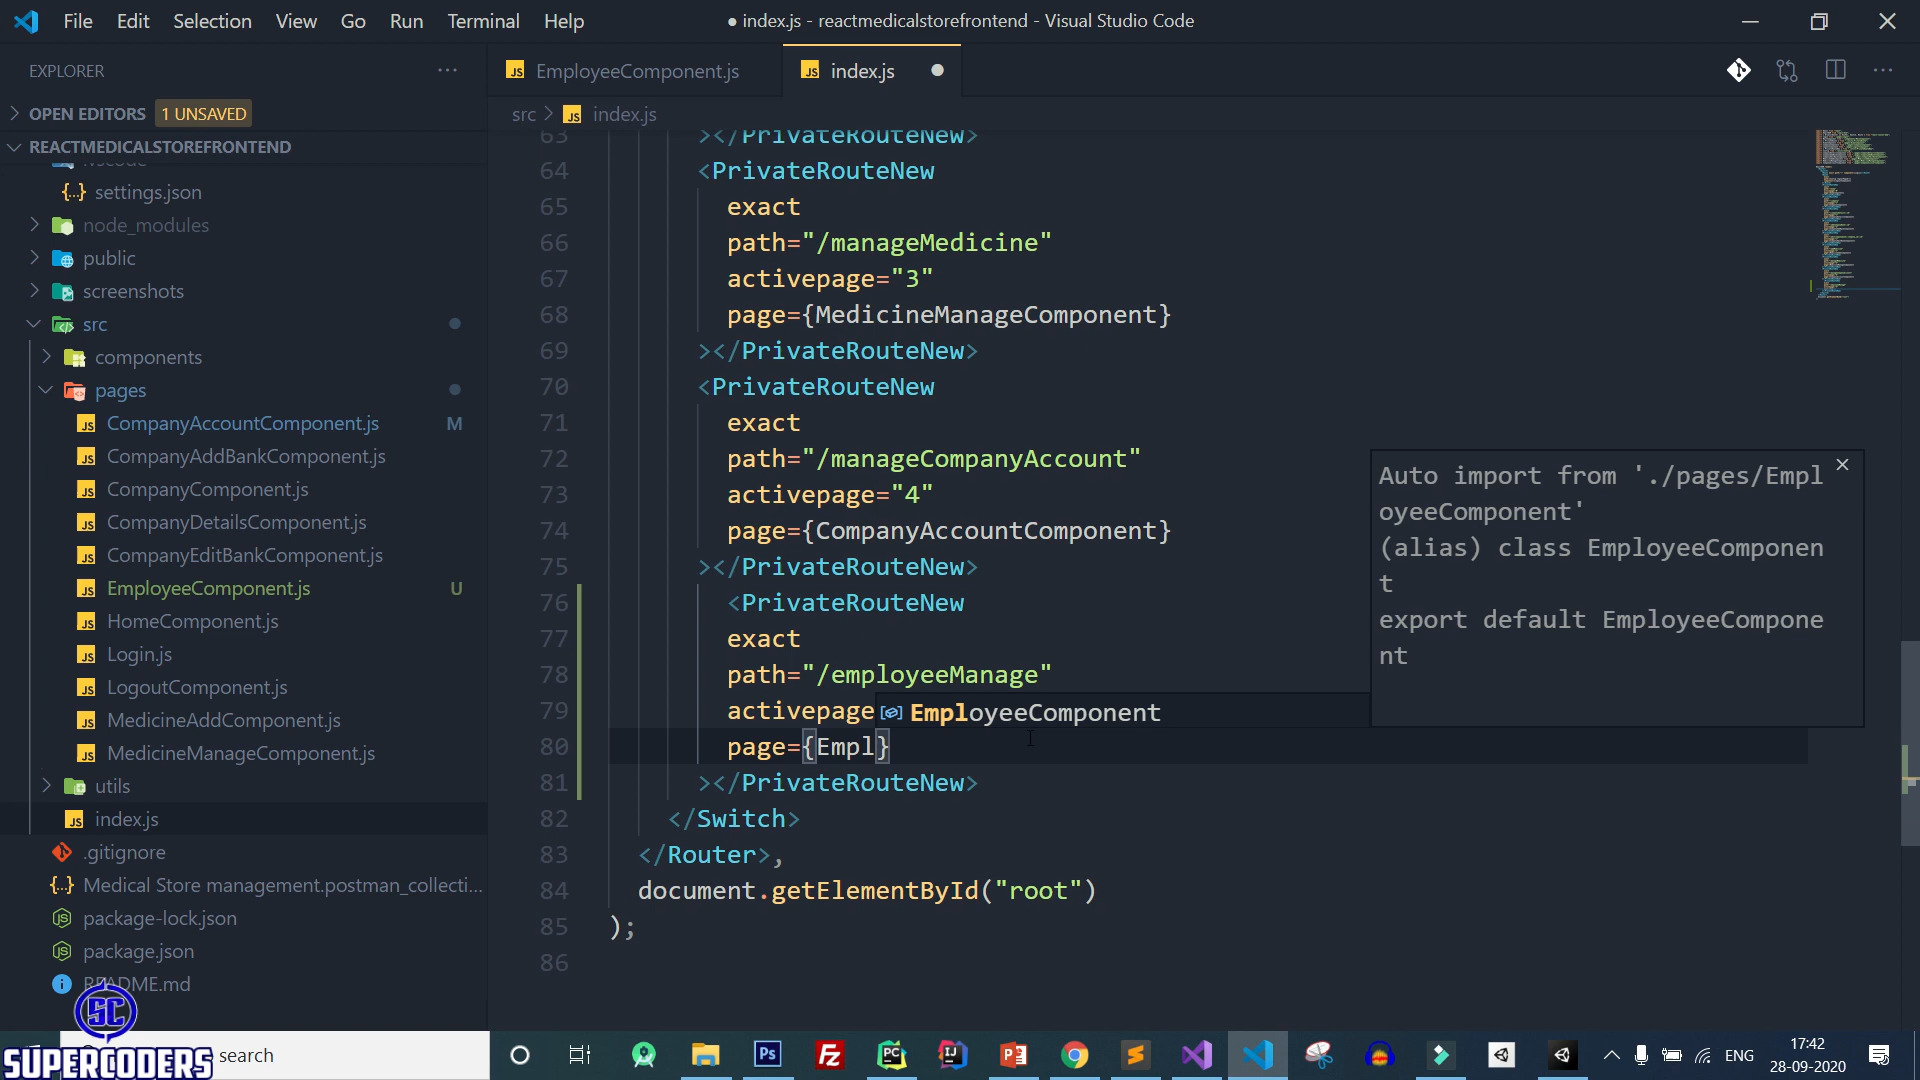 File Edit Selection View Go Run Terminal Help
● index.js - reactmedicalstorefrontend - Visual Studio Code
EXPLORER
OPEN EDITORS 1 UNSAVED
REACTMEDICALSTOREFRONTEND
.vscode
settings.json
node_modules
public
screenshots
src
components
pages
CompanyAccountComponent.js M
CompanyAddBankComponent.js
CompanyComponent.js
CompanyDetailsComponent.js
CompanyEditBankComponent.js
EmployeeComponent.js U
HomeComponent.js
Login.js
LogoutComponent.js
MedicineAddComponent.js
MedicineManageComponent.js
utils
index.js
.gitignore
Medical Store management.postman_collecti...
package-lock.json
package.json
README.md
EmployeeComponent.js index.js
src > index.js
63 ></PrivateRouteNew>
64 <PrivateRouteNew
65 exact
66 path="/manageMedicine"
67 activepage="3"
68 page={MedicineManageComponent}
69 ></PrivateRouteNew>
70 <PrivateRouteNew
71 exact
72 path="/manageCompanyAccount"
73 activepage="4"
74 page={CompanyAccountComponent}
75 ></PrivateRouteNew>
76 <PrivateRouteNew
77 exact
78 path="/employeeManage"
79 activepage
80 page={Empl}
81 ></PrivateRouteNew>
82 </Switch>
83 </Router>,
84 document.getElementById("root")
85 );
86
EmployeeComponent
Auto import from './pages/Empl
oyeeComponent'
(alias) class EmployeeComponen
t
export default EmployeeCompone
nt
SC
SUPERCODERS
search
ENG
17:42
28-09-2020